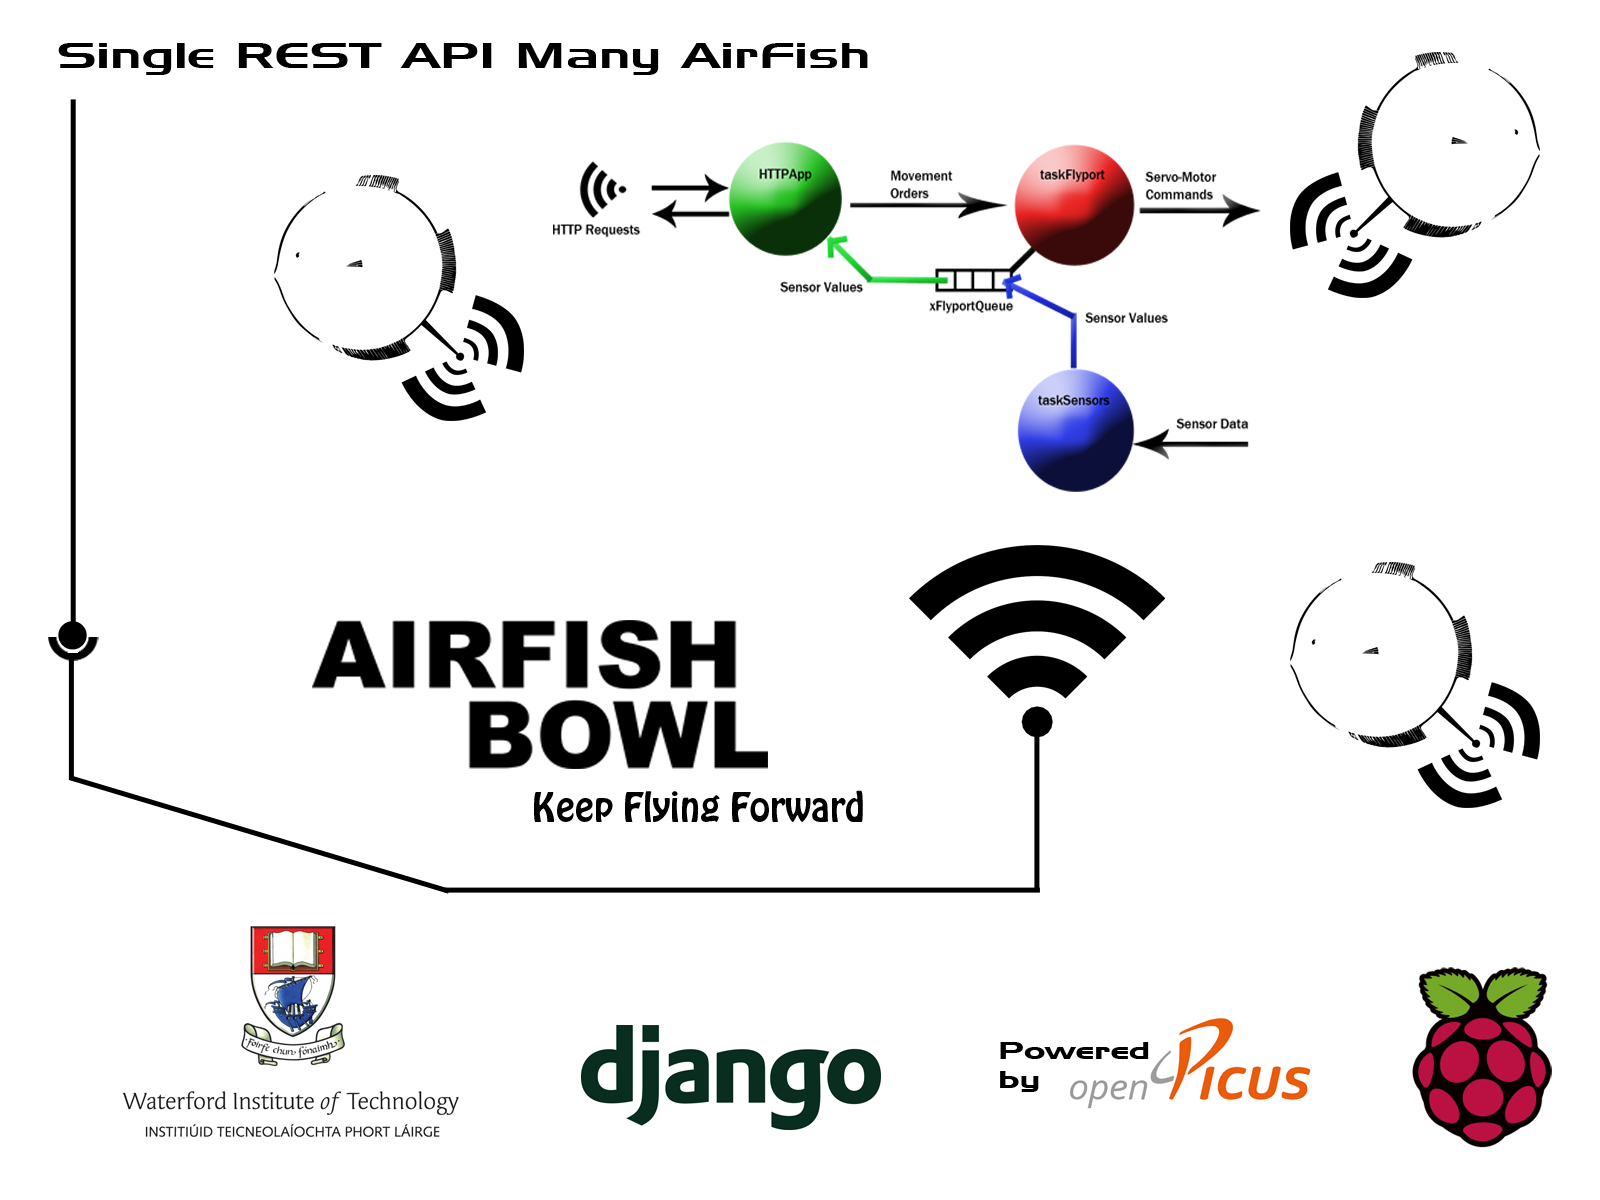 Single REST API Many AirFish
HTTPApp
taskFlyport
Movement
Orders
Servo-Motor
Commands
HTTP Requests
Sensor Values
xFlyportQueue
Sensor Values
taskSensors
Sensor Data
AIRFISH
BOWL
Keep Flying Forward
Foirfe chun fónaimh
Waterford Institute of Technology
INSTITIÚID TEICNEOLAÍOCHTA PHORT LÁIRGE
django
Powered
by
openPicus